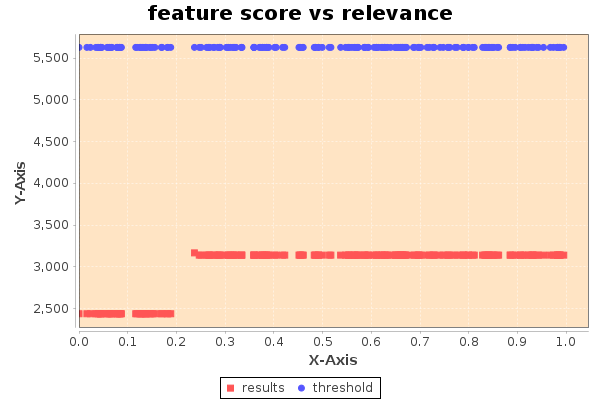 feature score vs relevance
Y-Axis
5,500
5,000
4,500
4,000
3,500
3,000
2,500
0.0 0.1 0.2 0.3 0.4 0.5 0.6 0.7 0.8 0.9 1.0
X-Axis
results threshold